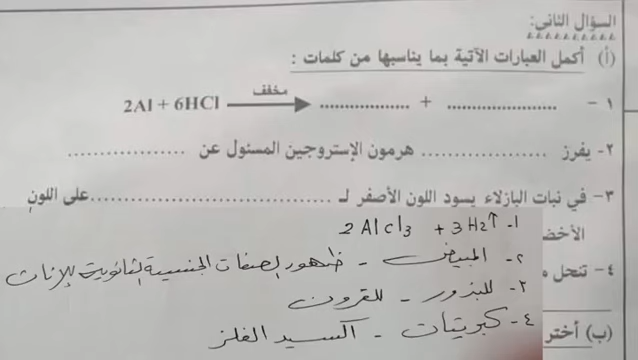 السؤال الثاني:
(أ) أكمل العبارات الآتية بما يناسبها من كلمات :
١- 2Al + 6HCl مخفف ⟶ .................. + ......................
٢- يفرز .................. هرمون الإستروجين المسئول عن ..................
٣- في نبات البازلاء يسود اللون الأصفر لـ ........................................ على اللون
الأخض
٤- تنحل
(ب) أختر
١- 2AlCl3 + 3H2↑
٢- المبيض - ظهور الصفات الجنسية الثانوية للإناث
٣- للبذور - للقرون
٤- كبريتات - اكسيد الفلز